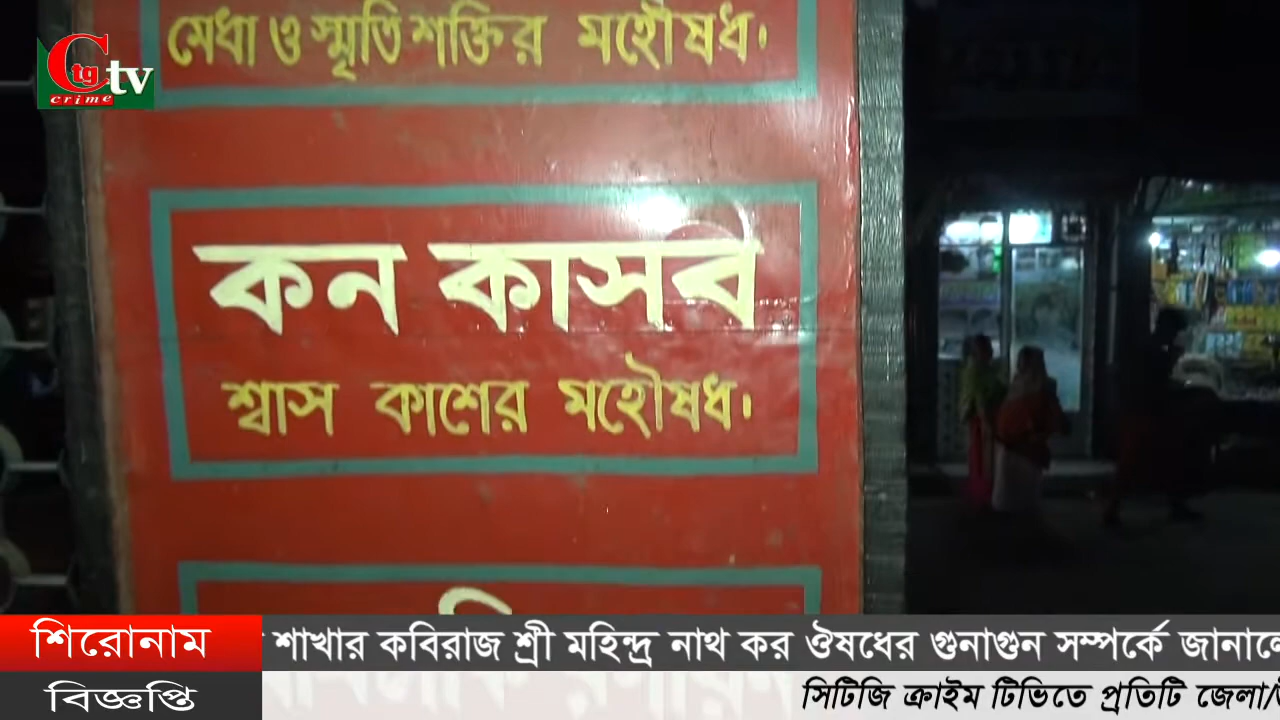 Ctg tv
crime
মেধা ও স্মৃতি শক্তির মহৌষধ।
কন কাসব
শ্বাস কাশের মহৌষধ।
শিরোনাম
শাখার কবিরাজ শ্রী মহিন্দ্র নাথ কর ঔষধের গুনাগুন সম্পর্কে
বিজ্ঞপ্তি
সিটিজি ক্রাইম টিভিতে প্রতিটি জেলা/